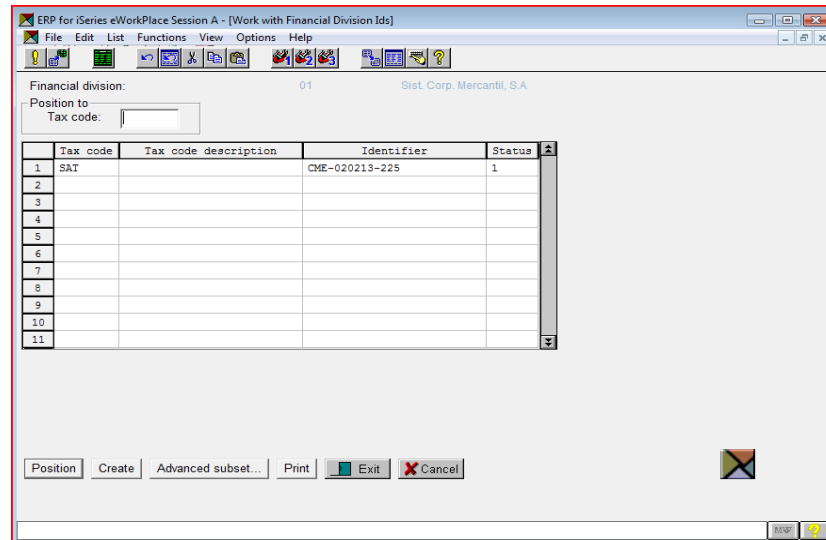 ERP for iSeries eWorkPlace Session A - [Work with Financial Division Ids]
File Edit List Functions View Options Help
Financial division: 01 Sist. Corp. Mercantil, S.A
Position to
Tax code:
Tax code Tax code description Identifier Status
1 SAT CME-020213-225 1
2
3
4
5
6
7
8
9
10
11
Position Create Advanced subset... Print Exit Cancel
MW